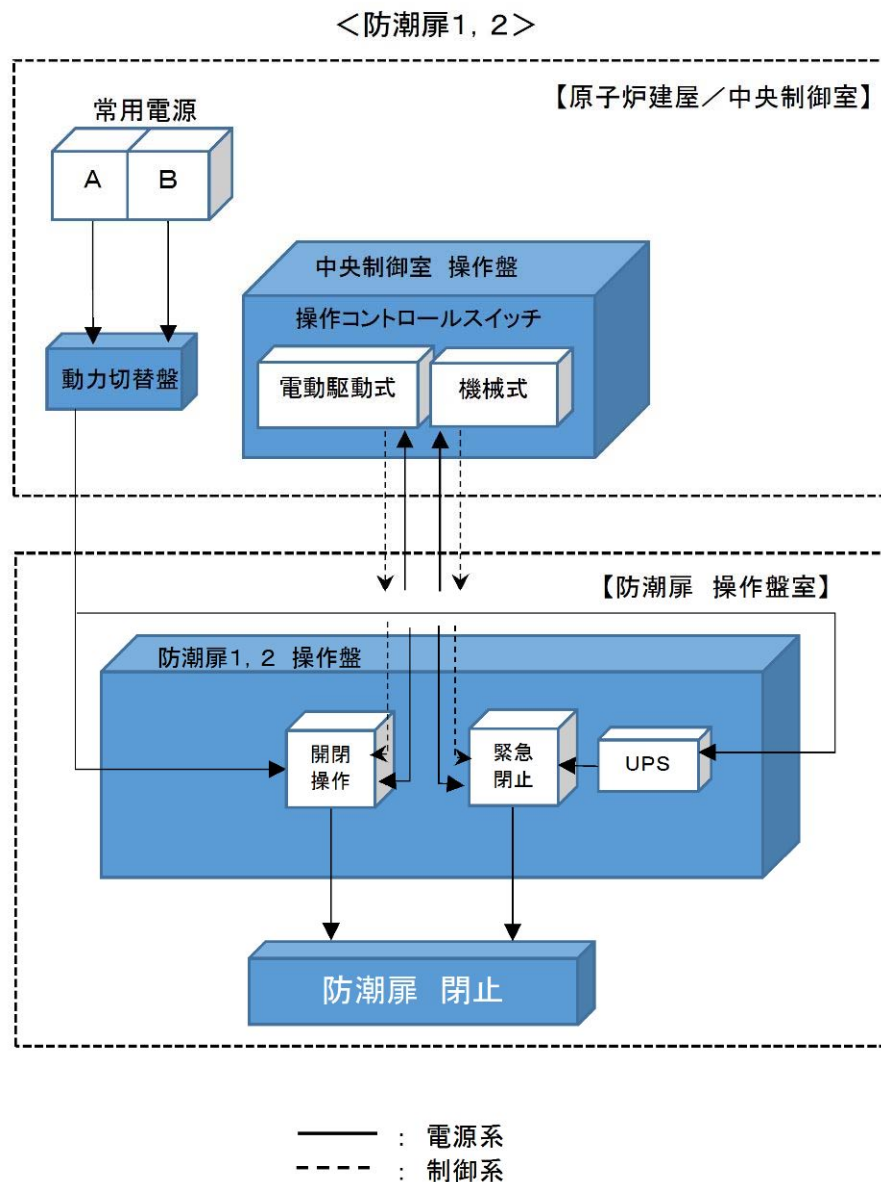 <防潮扉1,2>
【原子炉建屋/中央制御室】
常用電源
A
B
中央制御室 操作盤
操作コントロールスイッチ
動力切替盤
電動駆動式
機械式
【防潮扉 操作盤室】
防潮扉1,2 操作盤
開閉
操作
緊急
閉止
UPS
防潮扉 閉止
: 電源系
: 制御系